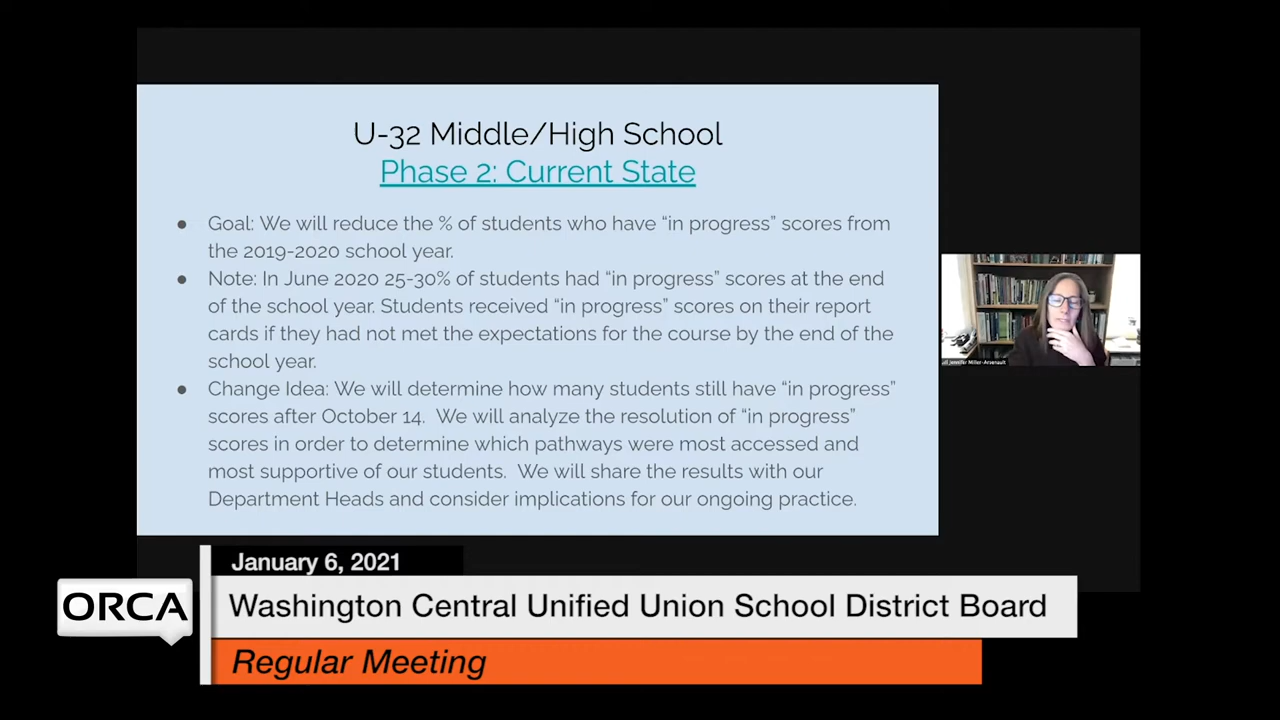 U-32 Middle/High School
Phase 2: Current State
● Goal: We will reduce the % of students who have “in progress” scores from
the 2019-2020 school year.
● Note: In June 2020 25-30% of students had “in progress” scores at the end
of the school year. Students received “in progress” scores on their report
cards if they had not met the expectations for the course by the end of the
school year.
● Change Idea: We will determine how many students still have “in progress”
scores after October 14.  We will analyze the resolution of “in progress”
scores in order to determine which pathways were most accessed and
most supportive of our students.  We will share the results with our
Department Heads and consider implications for our ongoing practice.
Jennifer Miller-Arsenault
January 6, 2021
ORCA
Washington Central Unified Union School District Board
Regular Meeting